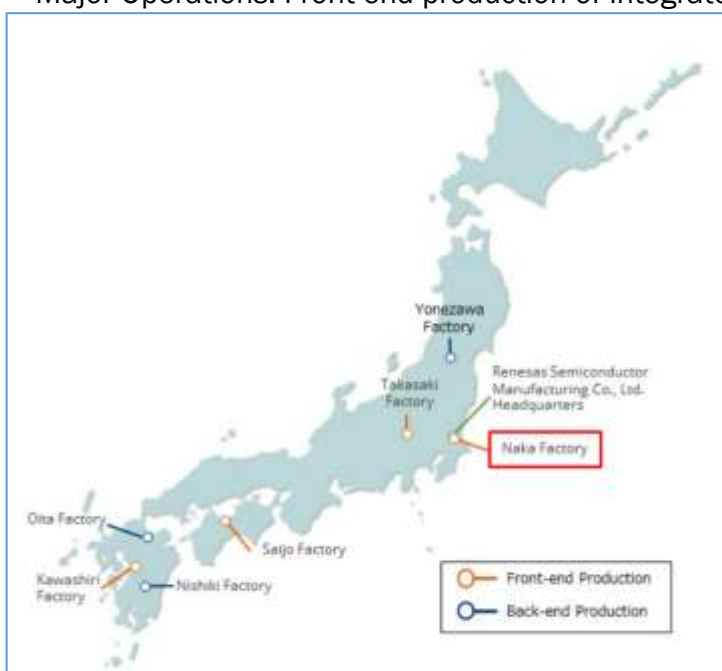 Major Operations: Front-end production of integrate
Yonezawa
Factory
Renesas Semiconductor
Manufacturing Co., Ltd.
Headquarters
Takasaki
Factory
Naka Factory
Oita Factory
Saijo Factory
Kawashiri
Factory
Nishiki Factory
Front-end Production
Back-end Production